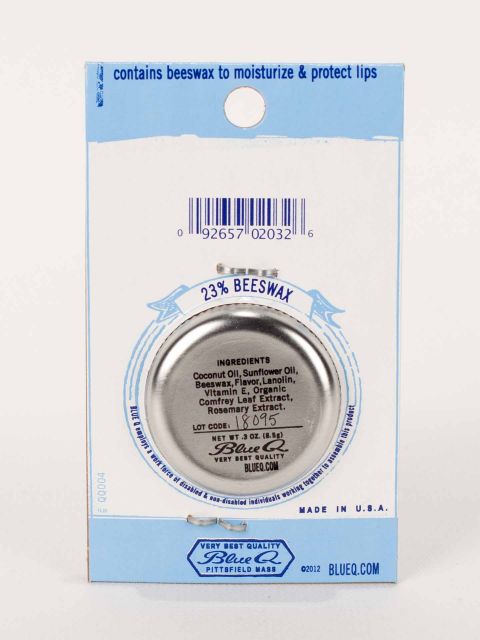 contains beeswax to moisturize & protect lips
0 92657 02032 6
23% BEESWAX
INGREDIENTS
Coconut Oil, Sunflower Oil,
Beeswax, Flavor, Lanolin,
Vitamin E, Organic
Comfrey Leaf Extract,
Rosemary Extract.
LOT CODE: 18095
NET WT .3 OZ. (8.5g)
Blue Q
VERY BEST QUALITY
BLUEQ.COM
BLUE Q employs a work force of disabled & non-disabled individuals working together to assemble this product
QQ004
MADE IN U.S.A.
VERY BEST QUALITY
Blue Q
PITTSFIELD MASS
©2012 BLUEQ.COM